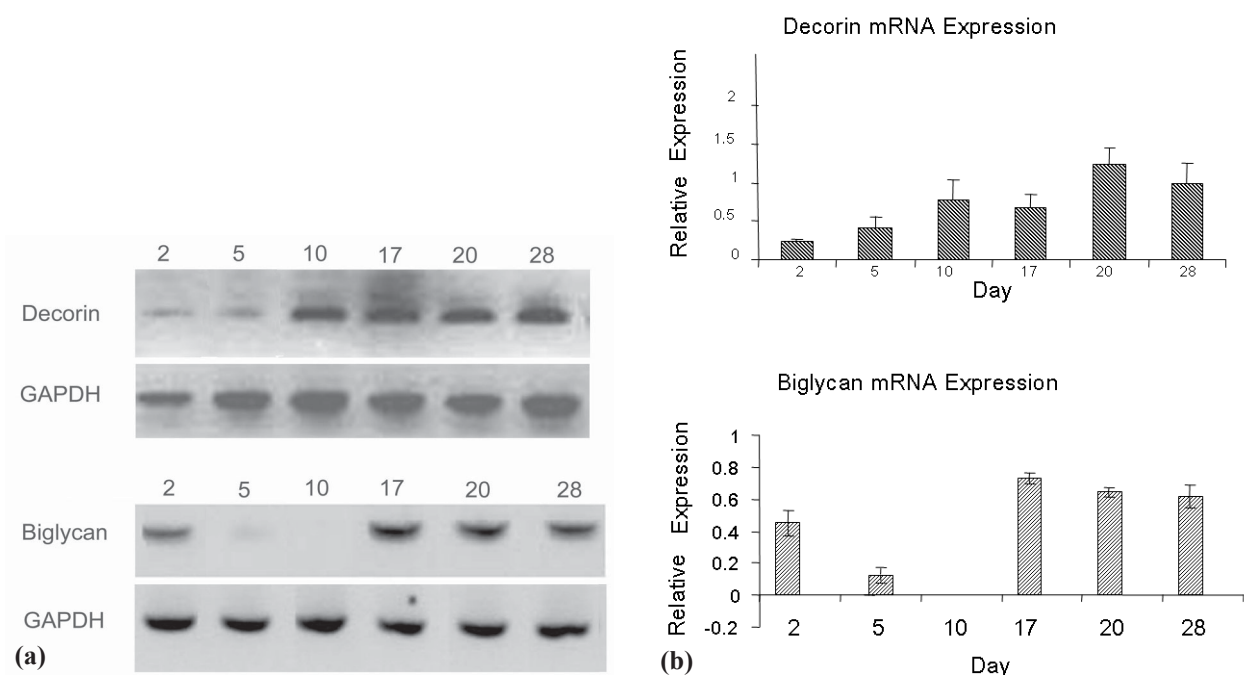 2 5 10 17 20 28
Decorin
GAPDH
2 5 10 17 20 28
Biglycan
GAPDH
(a)
Decorin mRNA Expression
Relative Expression
2
1.5
1
0.5
0
2 5 10 17 20 28
Day
Biglycan mRNA Expression
Relative Expression
1
0.8
0.6
0.4
0.2
0
-0.2
2 5 10 17 20 28
Day
(b)